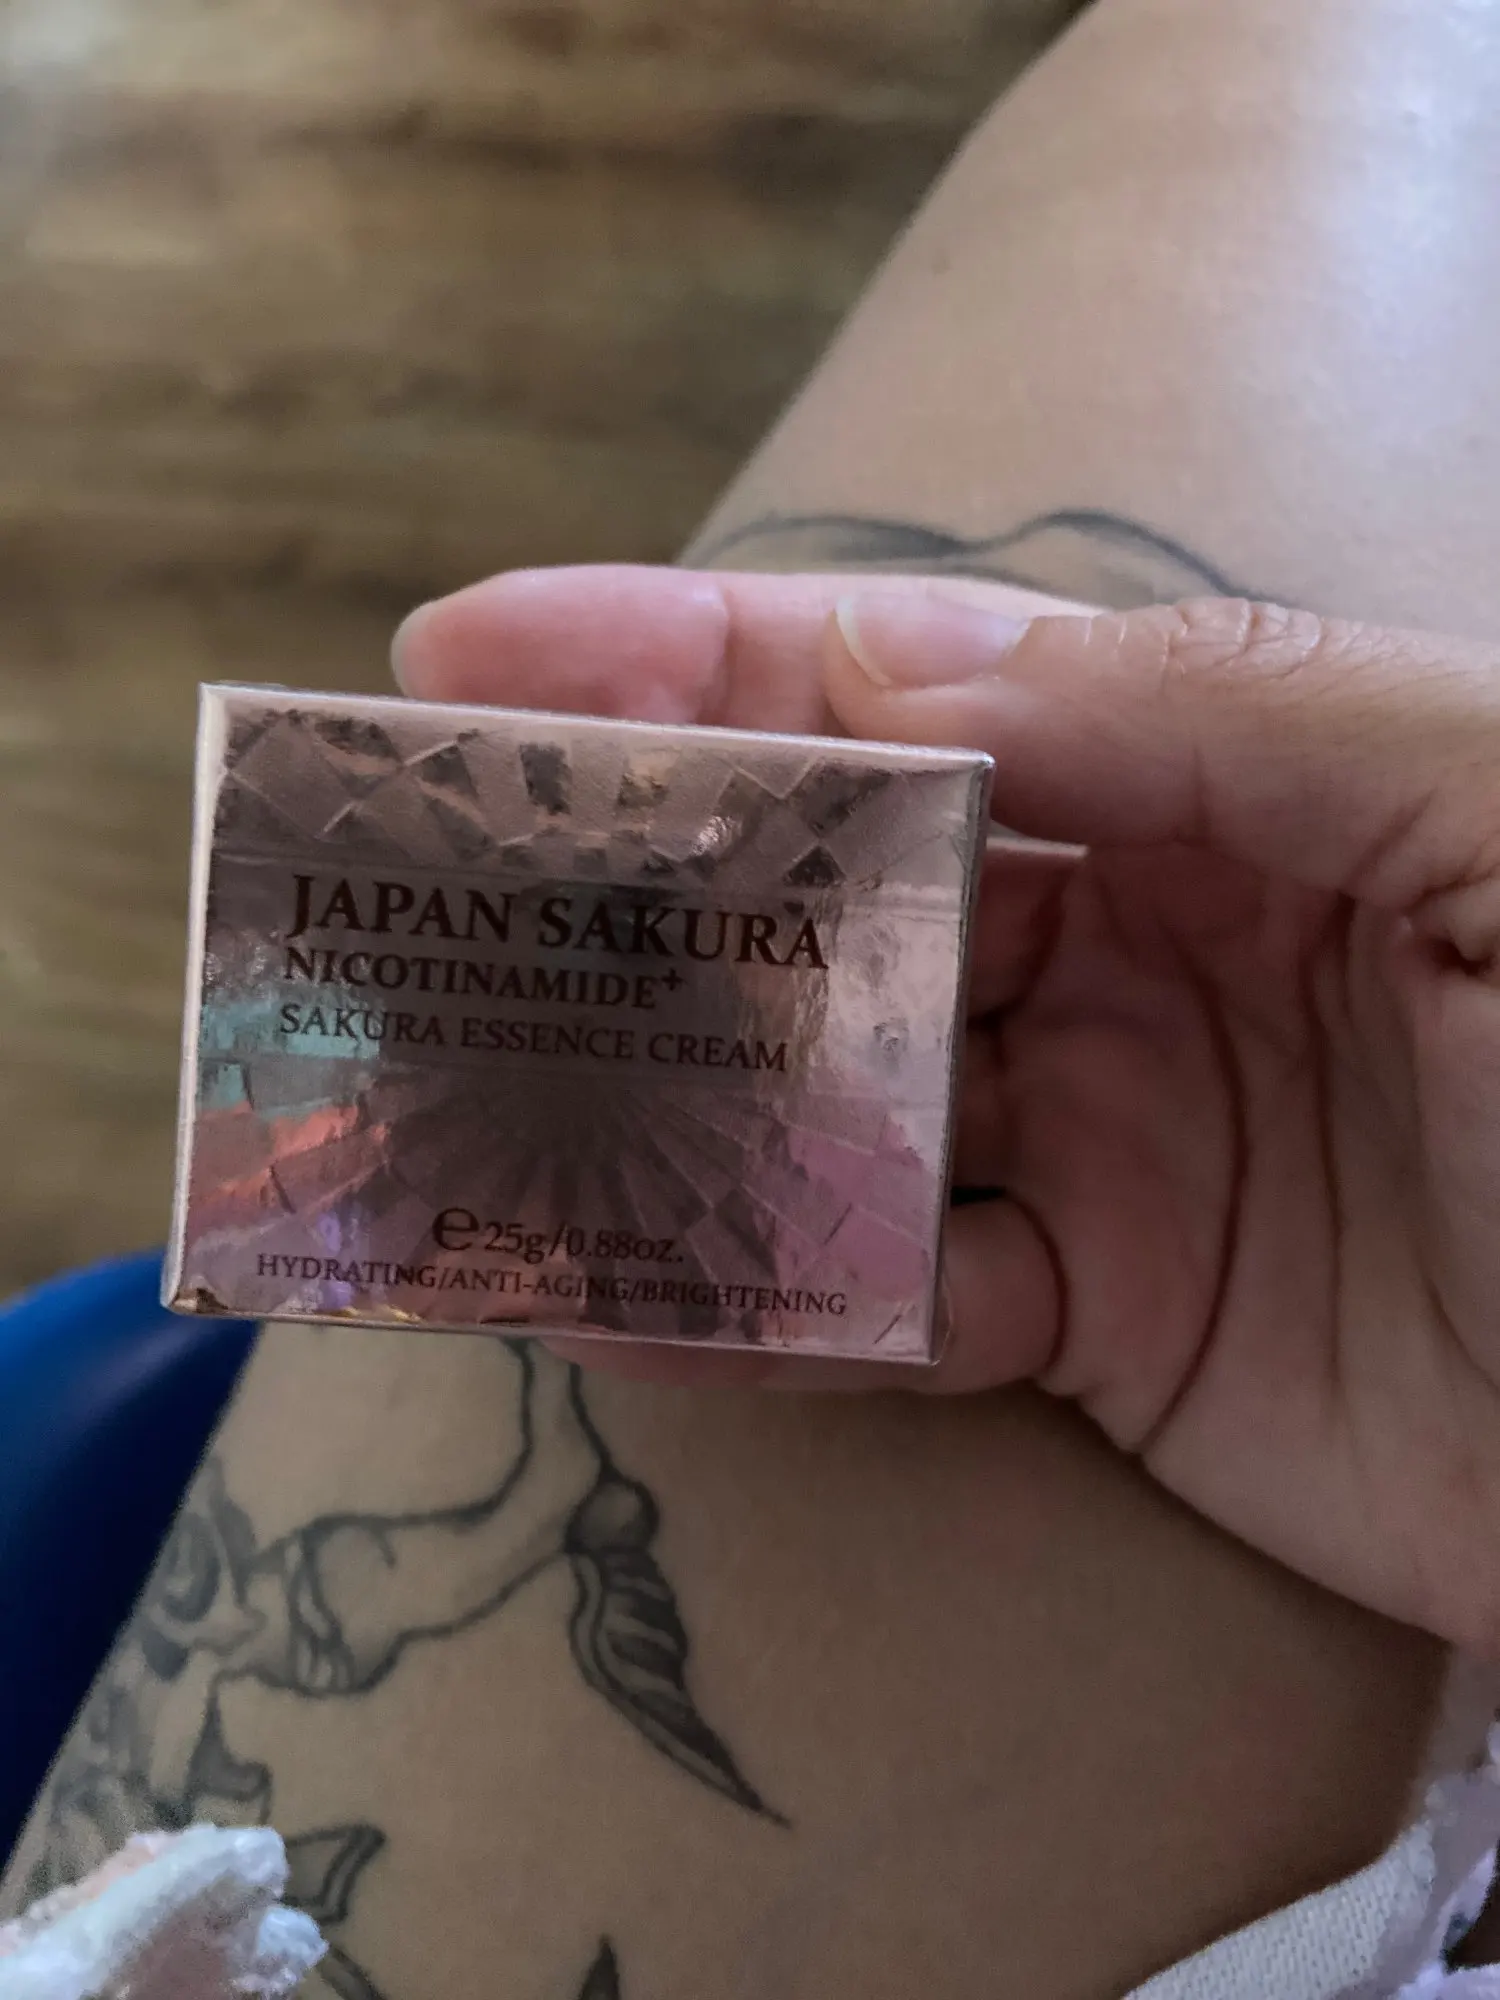 JAPAN SAKURA
NICOTINAMIDE+
SAKURA ESSENCE CREAM
℮25g/0.88oz.
HYDRATING/ANTI-AGING/BRIGHTENING